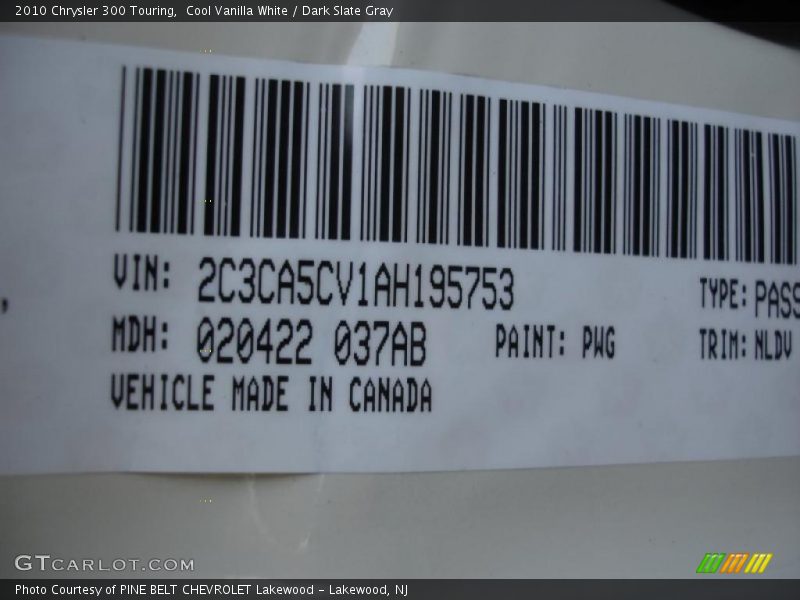 2010 Chrysler 300 Touring,  Cool Vanilla White / Dark Slate Gray
VIN: 2C3CA5CV1AH195753 TYPE: PASS
MDH: 020422 037AB PAINT: PWG TRIM: NLDV
VEHICLE MADE IN CANADA
GTCARLOT.COM
Photo Courtesy of PINE BELT CHEVROLET Lakewood - Lakewood, NJ